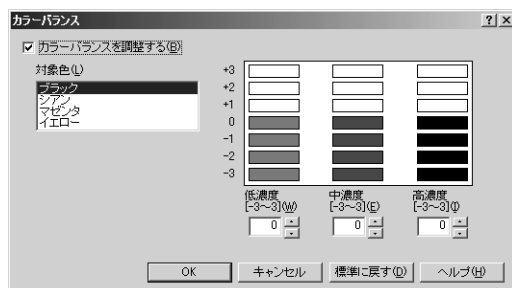 カラーバランス
カラーバランスを調整する(B)
対象色(L)
ブラック
シアン
マゼンタ
イエロー
+3
+2
+1
0
-1
-2
-3
低濃度
[-3～3](W)
中濃度
[-3～3](E)
高濃度
[-3～3](I)
0
0
0
OK
キャンセル
標準に戻す(D)
ヘルプ(H)